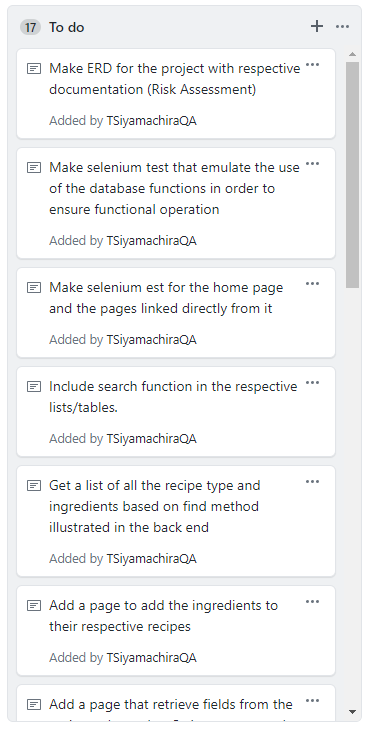 17 To do
Make ERD for the project with respective
documentation (Risk Assessment)
Added by TSiyamachiraQA
Make selenium test that emulate the use
of the database functions in order to
ensure functional operation
Added by TSiyamachiraQA
Make selenium est for the home page
and the pages linked directly from it
Added by TSiyamachiraQA
Include search function in the respective
lists/tables.
Added by TSiyamachiraQA
Get a list of all the recipe type and
ingredients based on find method
illustrated in the back end
Added by TSiyamachiraQA
Add a page to add the ingredients to
their respective recipes
Added by TSiyamachiraQA
Add a page that retrieve fields from the